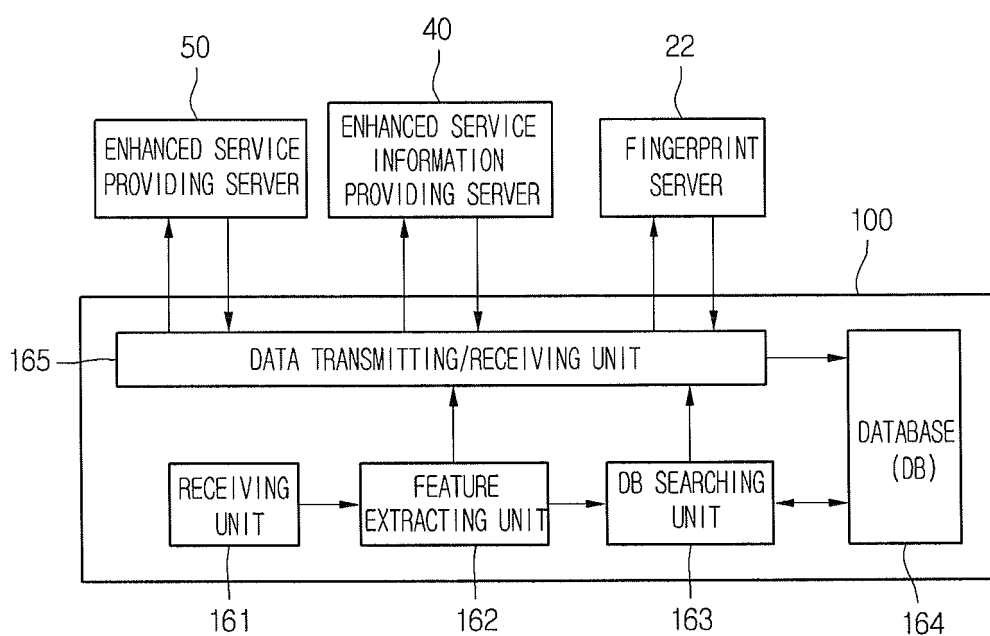 50
40
22
ENHANCED SERVICE
PROVIDING SERVER
ENHANCED SERVICE
INFORMATION
PROVIDING SERVER
FINGERPRINT
SERVER
100
165
DATA TRANSMITTING/RECEIVING UNIT
DATABASE
(DB)
RECEIVING
UNIT
FEATURE
EXTRACTING UNIT
DB SEARCHING
UNIT
161
162
163
164